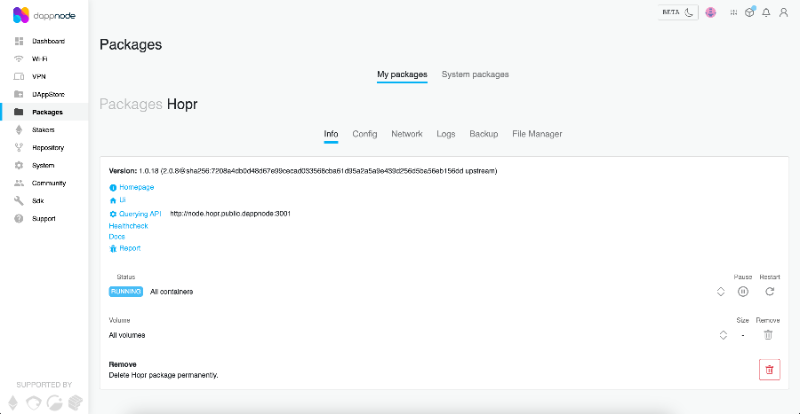 dappnode
BETA
Dashboard
Wi-Fi
VPN
DAppStore
Packages
Stakers
Repository
System
Community
Sdk
Support
SUPPORTED BY
Packages
My packages System packages
Packages Hopr
Info Config Network Logs Backup File Manager
Version: 1.0.18 (2.0.8@sha256: upstream)
Homepage
UI
Querying API http://node.hopr.public.dappnode:3001
Healthcheck
Docs
Report
Status Pause Restart
RUNNING All containers
Volume Size Remove
All volumes -
Remove
Delete Hopr package permanently.